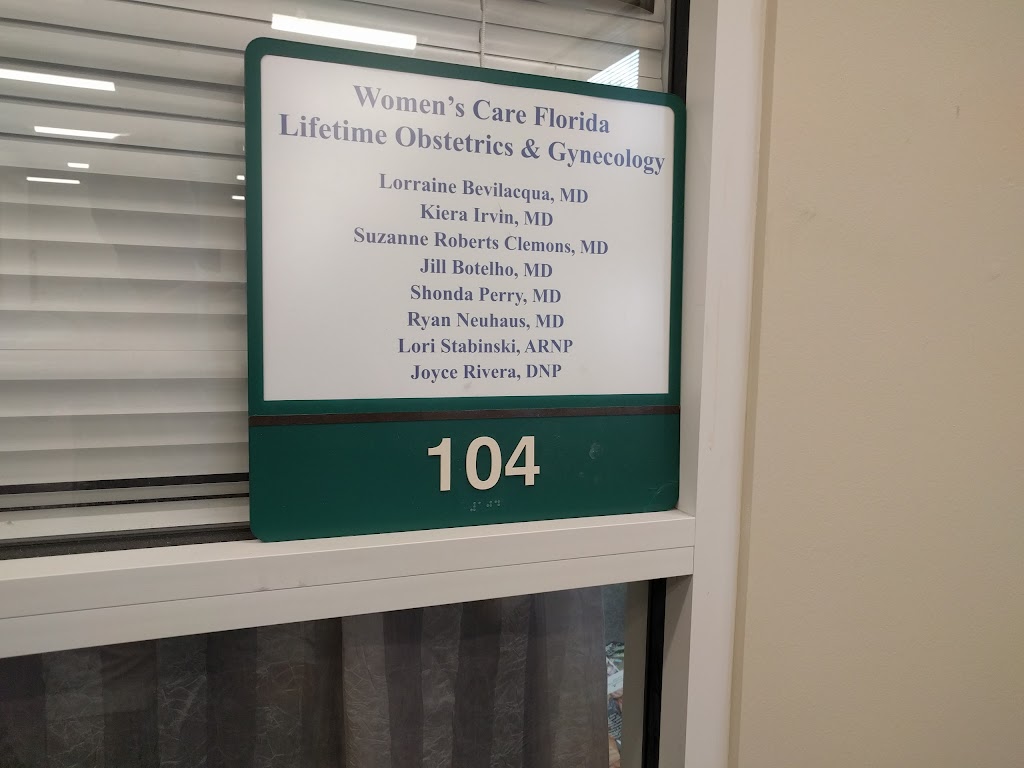 Women's Care Florida
Lifetime Obstetrics & Gynecology
Lorraine Bevilacqua, MD
Kiera Irvin, MD
Suzanne Roberts Clemons, MD
Jill Botelho, MD
Shonda Perry, MD
Ryan Neuhaus, MD
Lori Stabinski, ARNP
Joyce Rivera, DNP
104